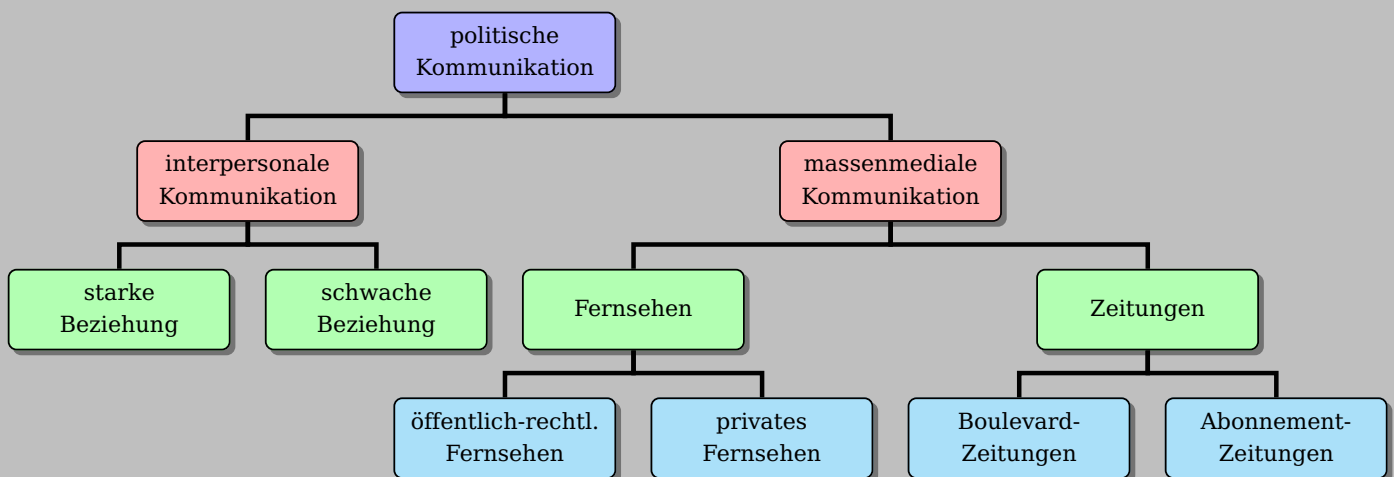 politische
Kommunikation
interpersonale
Kommunikation
massenmediale
Kommunikation
starke
Beziehung
schwache
Beziehung
Fernsehen
Zeitungen
öffentlich-rechtl.
Fernsehen
privates
Fernsehen
Boulevard-
Zeitungen
Abonnement-
Zeitungen